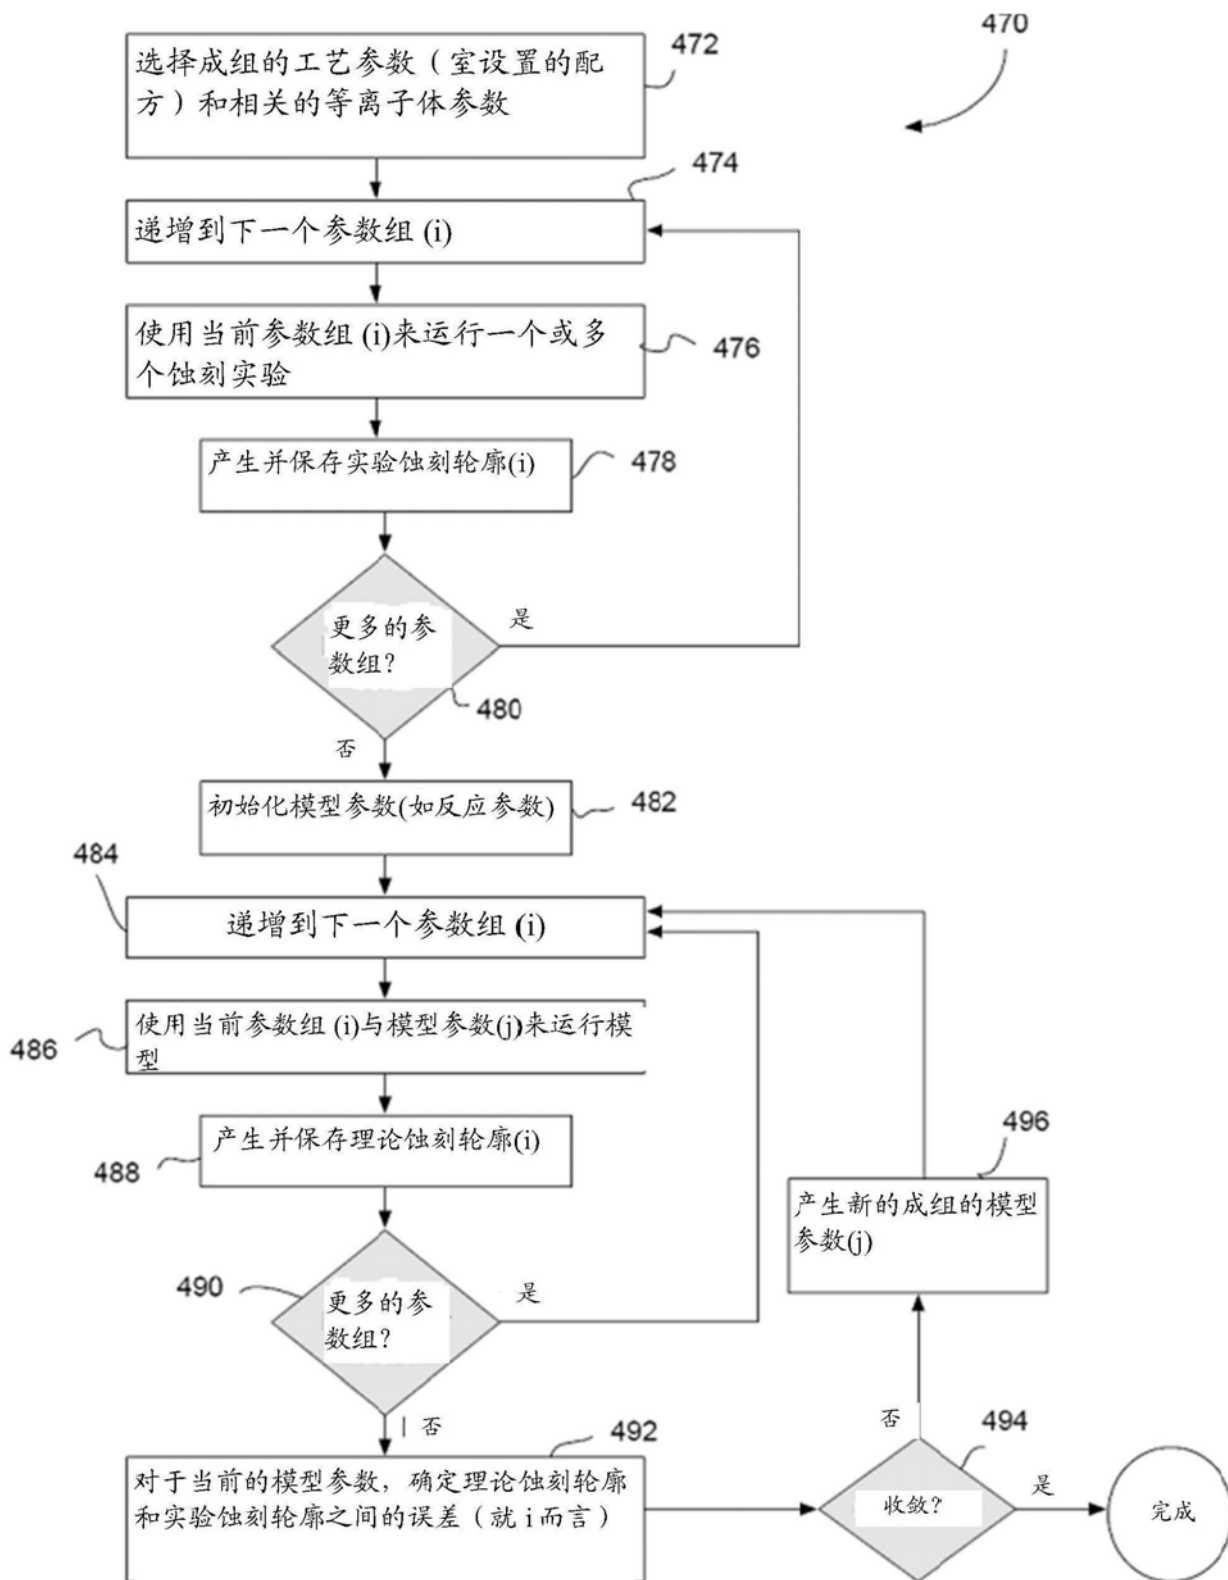 470
选择成组的工艺参数（室设置的配
方）和相关的等离子体参数
472
474
递增到下一个参数组 (i)
使用当前参数组 (i)来运行一个或多
个蚀刻实验
476
产生并保存实验蚀刻轮廓(i)
478
更多的参
数组?
是
480
否
初始化模型参数(如反应参数)
482
484
递增到下一个参数组 (i)
使用当前参数组 (i)与模型参数(j)来运行模
型
486
产生并保存理论蚀刻轮廓(i)
488
490
更多的参
数组?
是
否
492
对于当前的模型参数，确定理论蚀刻轮廓
和实验蚀刻轮廓之间的误差（就 i 而言）
496
产生新的成组的模型
参数(j)
否
494
收敛?
是
完成